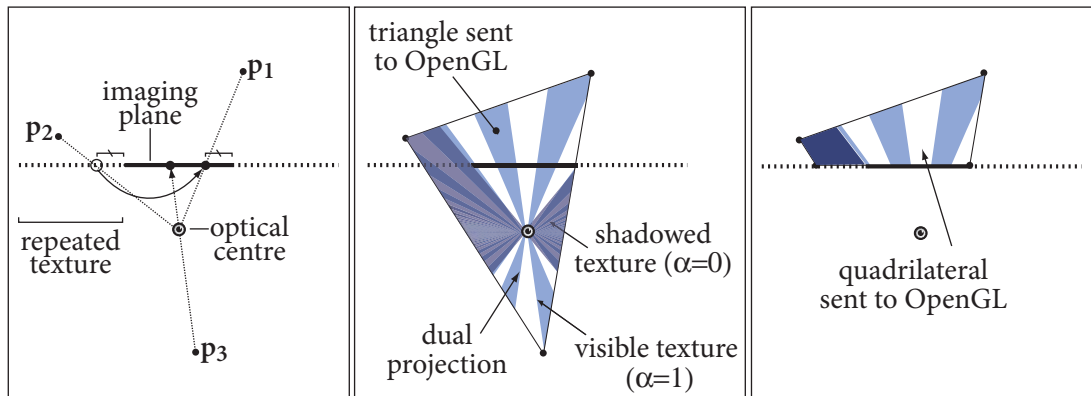 p1
imaging
plane
p2
repeated
texture
optical
centre
p3
triangle sent
to OpenGL
shadowed
texture (α=0)
dual
projection
visible texture
(α=1)
quadrilateral
sent to OpenGL